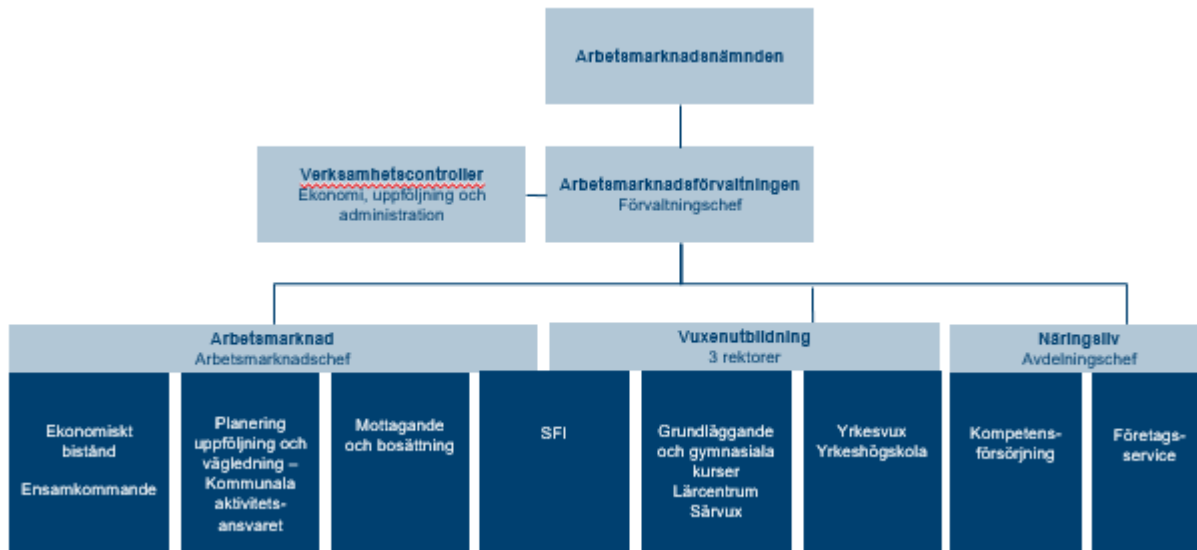 Arbetsmarknadsnämnden
Verksamhetscontroller
Ekonomi, uppföljning och
administration
Arbetsmarknadsförvaltningen
Förvaltningschef
Arbetsmarknad
Arbetsmarknadschef
Vuxenutbildning
3 rektorer
Näringsliv
Avdelningschef
Ekonomiskt
bistånd
Ensamkommande
Planering
uppföljning och
vägledning –
Kommunala
aktivitets-
ansvaret
Mottagande
och bosättning
SFI
Grundläggande
och gymnasiala
kurser
Lärcentrum
Särvux
Yrkesvux
Yrkeshögskola
Kompetens-
försörjning
Företags-
service